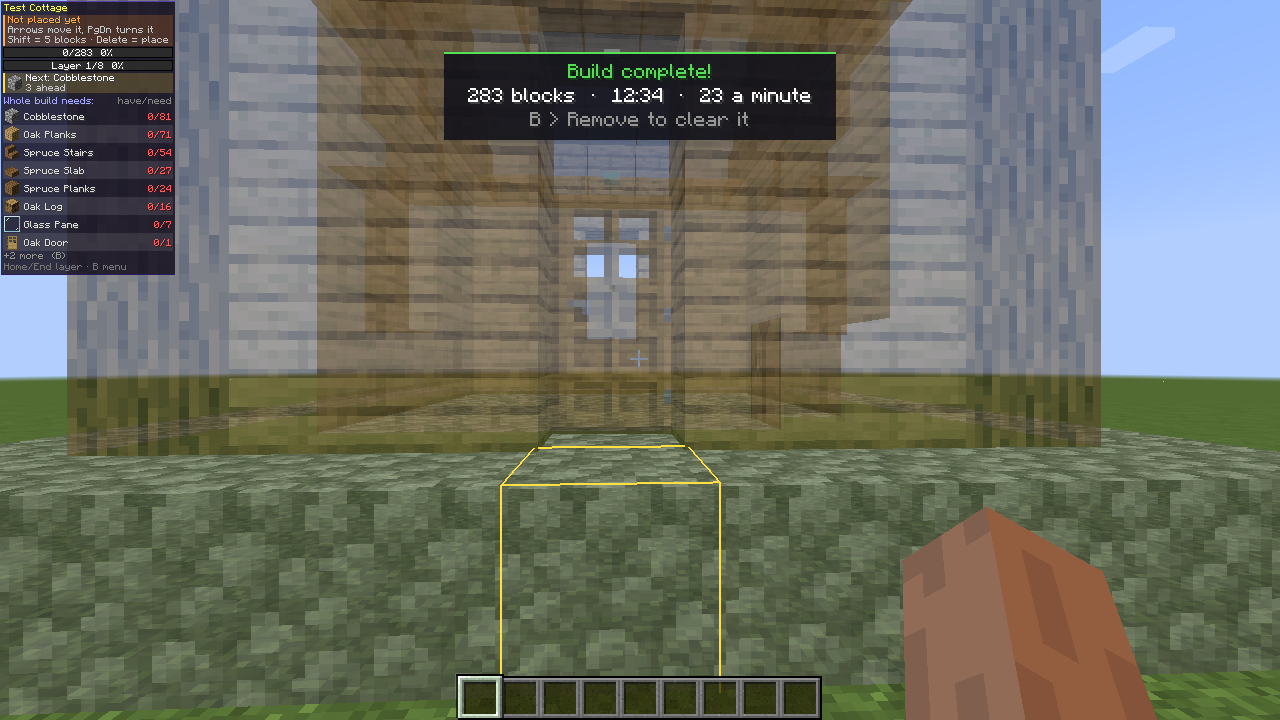 Test Cottage
Not placed yet
Arrows move it, PgDn turns it
Shift = 5 blocks · Delete = place
0/283 0%
Layer 1/8 0%
Next: Cobblestone
3 ahead
Whole build needs: have/need
Cobblestone 0/81
Oak Planks 0/71
Spruce Stairs 0/54
Spruce Slab 0/27
Spruce Planks 0/24
Oak Log 0/16
Glass Pane 0/7
Oak Door 0/1
+2 more (B)
Home/End layer · B menu
Build complete!
283 blocks · 12:34 · 23 a minute
B > Remove to clear it